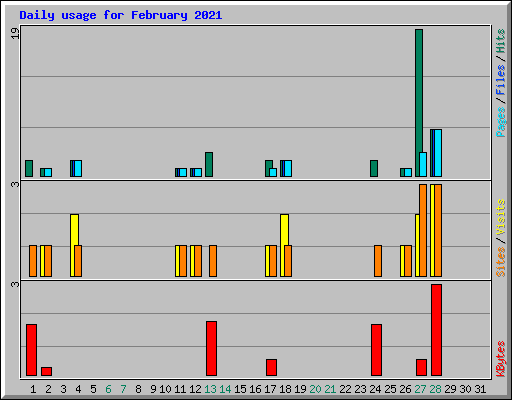 Daily usage for February 2021
19
3
3
Pages / Files / Hits
Sites / Visits
KBytes
1 2 3 4 5 6 7 8 9 10 11 12 13 14 15 16 17 18 19 20 21 22 23 24 25 26 27 28 29 30 31